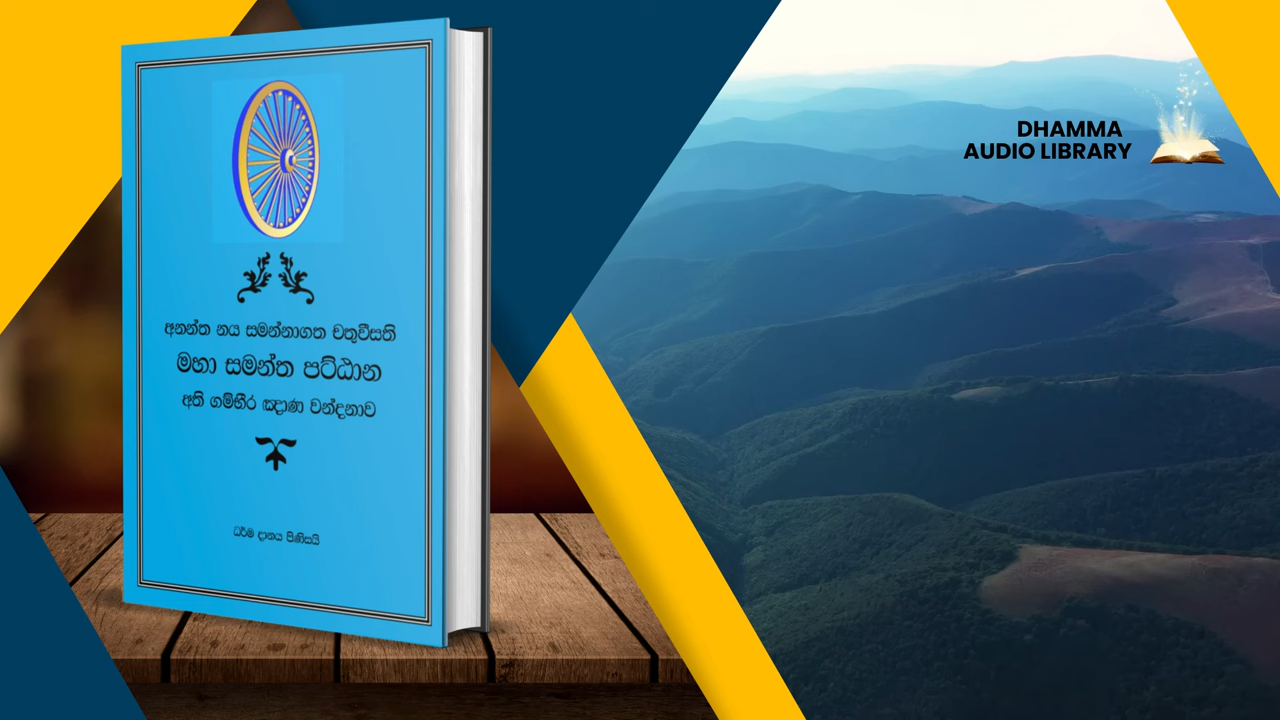 අනන්ත නය සමන්නාගත චතුවීසති
මහා සමන්ත පට්ඨාන
අති ගම්භීර ඤාණ වන්දනාව
ධර්ම දානය පිණිසයි
DHAMMA
AUDIO LIBRARY